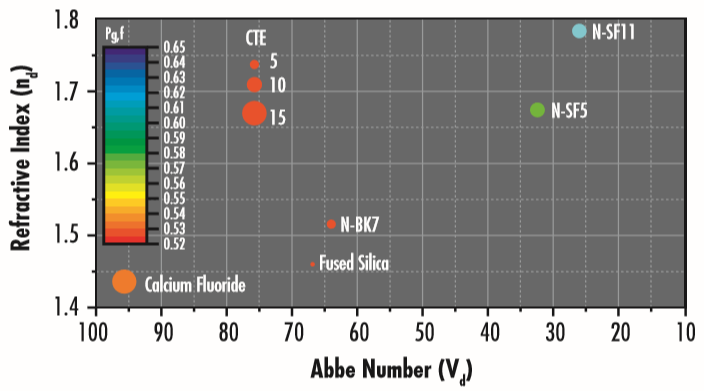 1.8
1.7
1.6
1.5
1.4
Refractive Index (nd)
Pg,f
0.65
0.64
0.63
0.62
0.61
0.60
0.59
0.58
0.57
0.56
0.55
0.54
0.53
0.52
CTE
5
10
15
N-SF11
N-SF5
N-BK7
Fused Silica
Calcium Fluoride
100 90 80 70 60 50 40 30 20 10
Abbe Number (Vd)